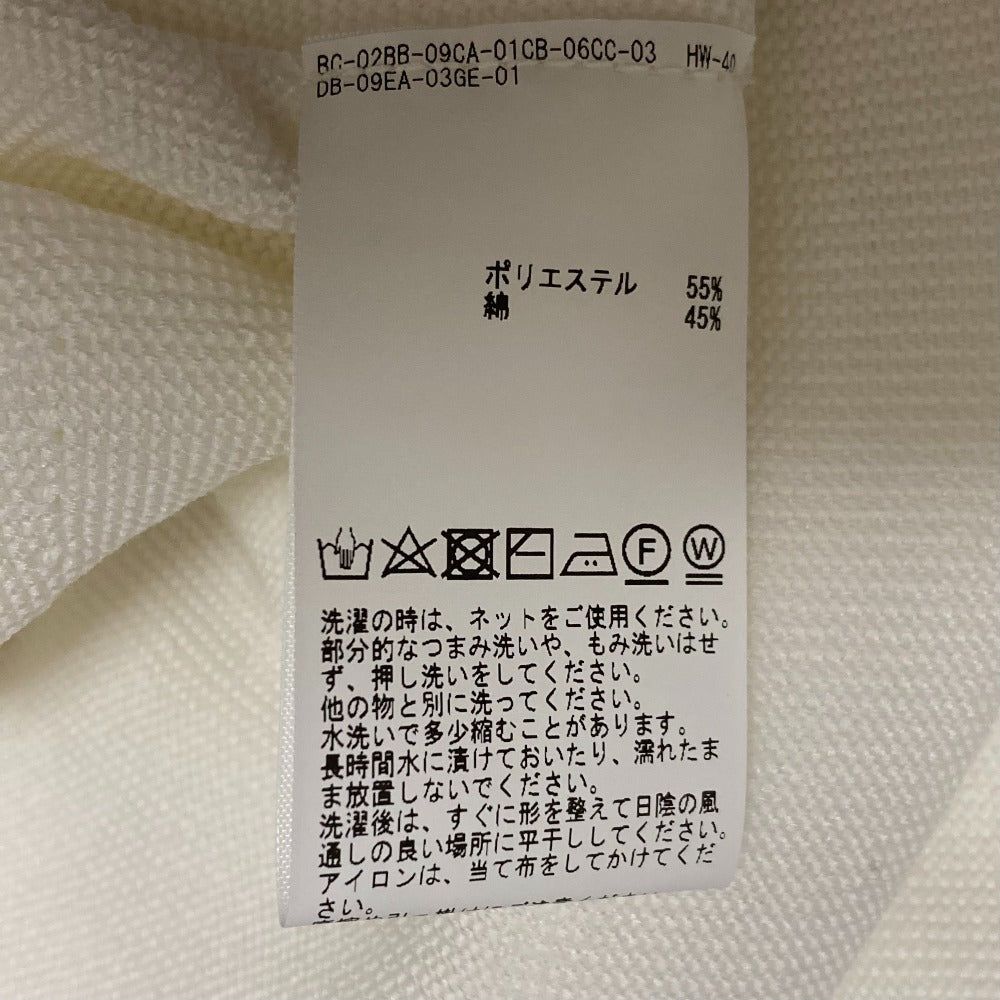 BC-02BB-09CA-01CB-06CC-03 HW-40
DB-09EA-03GE-01
ポリエステル 55%
綿 45%
F W
洗濯の時は、ネットをご使用ください。
部分的なつまみ洗いや、もみ洗いはせ
ず、押し洗いをしてください。
他の物と別に洗ってください。
水洗いで多少縮むことがあります。
長時間水に漬けておいたり、濡れたま
ま放置しないでください。
洗濯後は、すぐに形を整えて日陰の風
通しの良い場所に平干ししてください。
アイロンは、当て布をしてかけてくだ
さい。